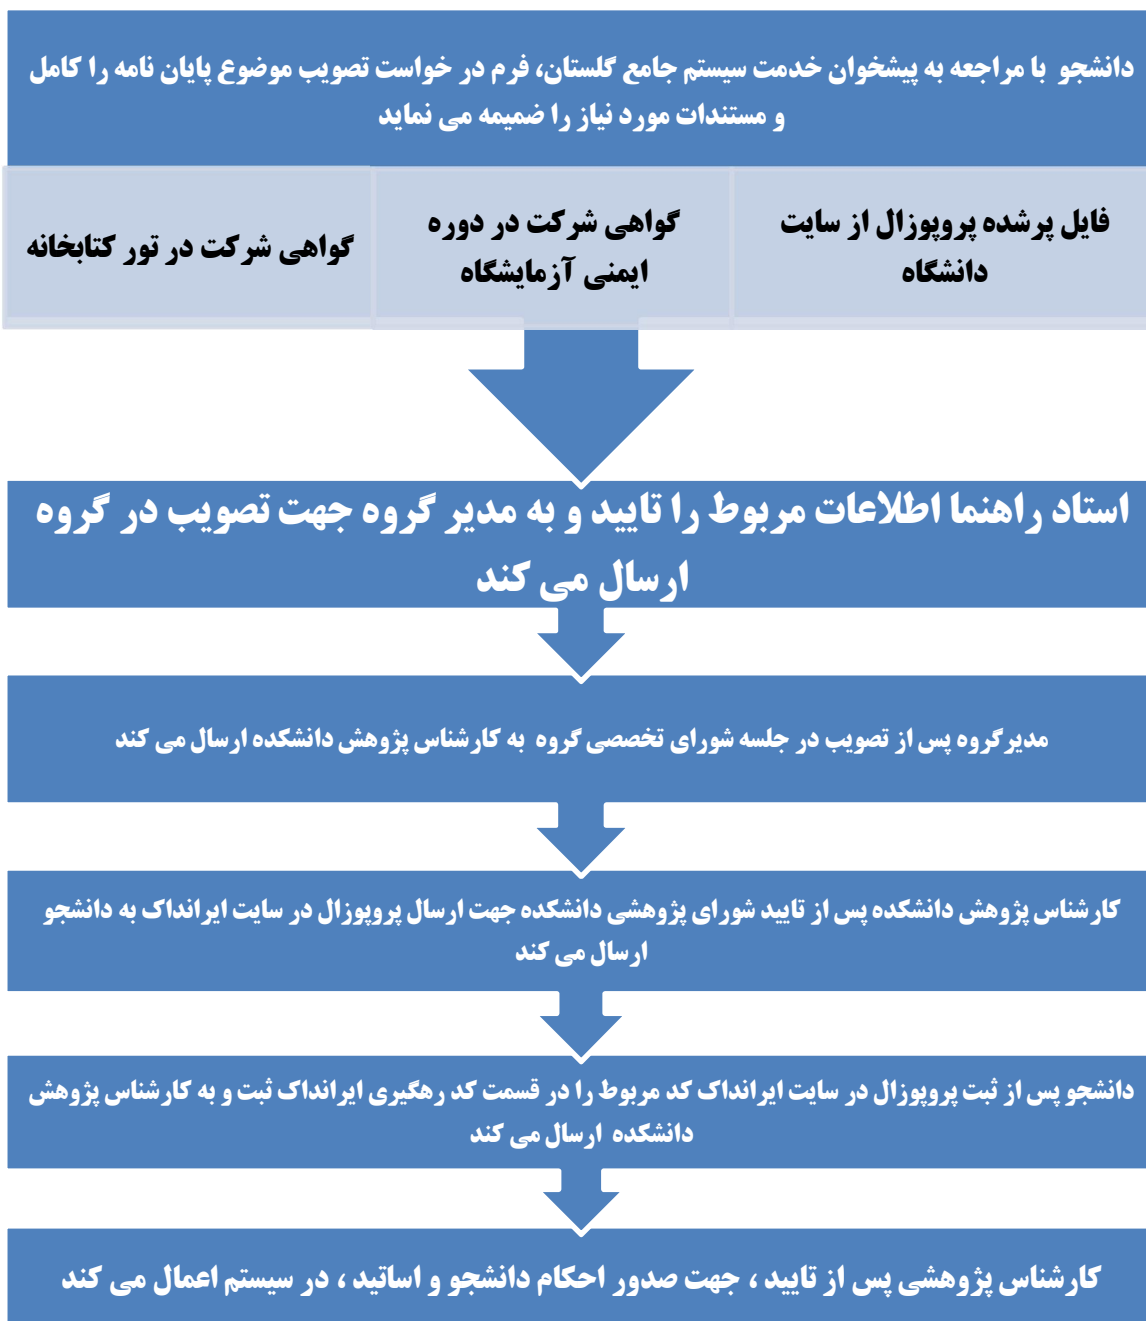 دانشجو با مراجعه به پیشخوان خدمت سیستم جامع گلستان، فرم در خواست تصویب موضوع پایان نامه را کامل
و مستندات مورد نیاز را ضمیمه می نماید
فایل پرشده پروپوزال از سایت
دانشگاه
گواهی شرکت در دوره
ایمنی آزمایشگاه
گواهی شرکت در تور کتابخانه
استاد راهنما اطلاعات مربوط را تایید و به مدیر گروه جهت تصویب در گروه
ارسال می کند
مدیرگروه پس از تصویب در جلسه شورای تخصصی گروه به کارشناس پژوهش دانشکده ارسال می کند
کارشناس پژوهش دانشکده پس از تایید شورای پژوهشی دانشکده جهت ارسال پروپوزال در سایت ایرانداک به دانشجو
ارسال می کند
دانشجو پس از ثبت پروپوزال در سایت ایرانداک کد مربوط را در قسمت کد رهگیری ایرانداک ثبت و به کارشناس پژوهش
دانشکده ارسال می کند
کارشناس پژوهشی پس از تایید ، جهت صدور احکام دانشجو و اساتید ، در سیستم اعمال می کند